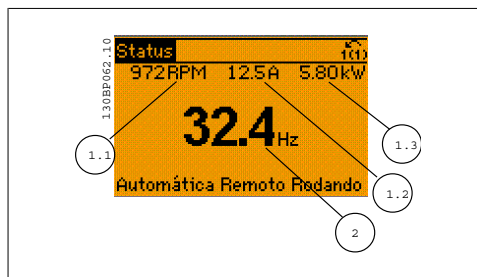 130BP062.10
Status
1(1)
972RPM 12.5A 5.80kW
32.4Hz
Automática Remoto Rodando
1.1
1.2
1.3
2